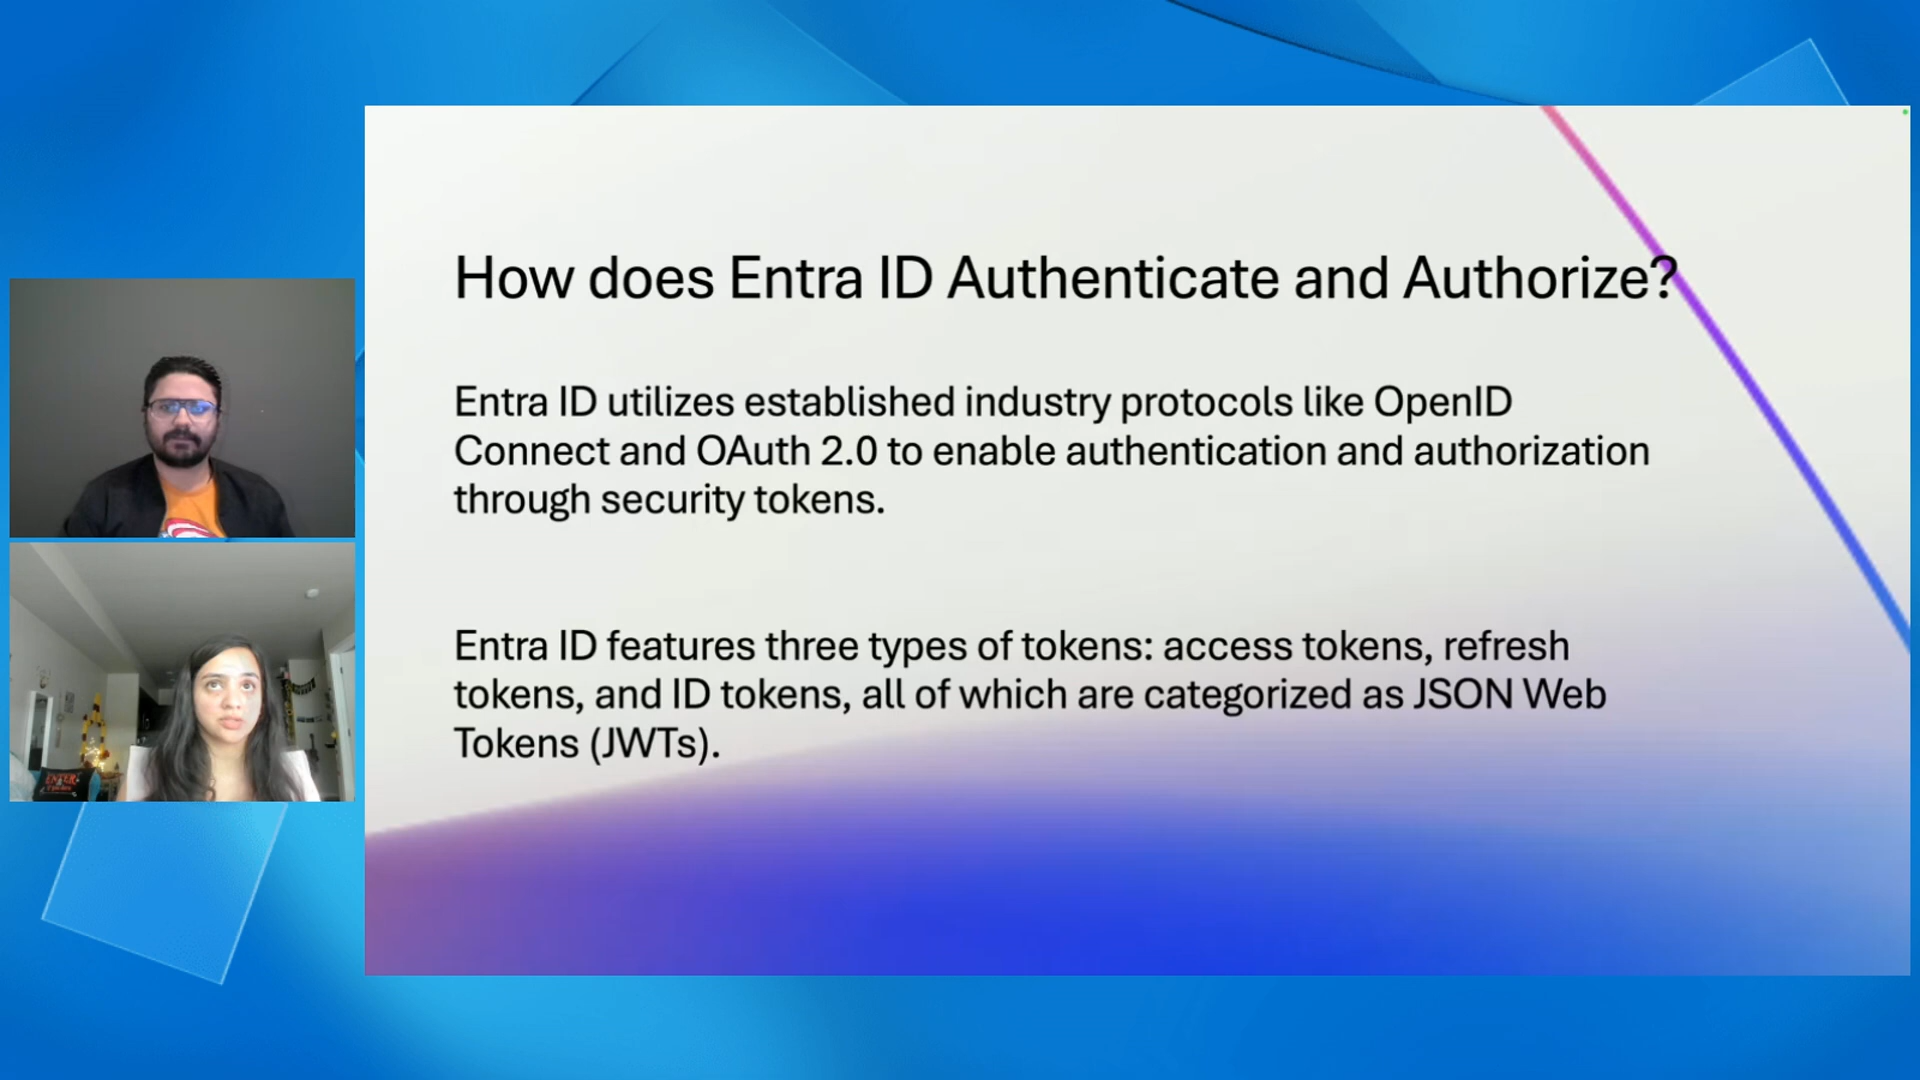 How does Entra ID Authenticate and Authorize?
Entra ID utilizes established industry protocols like OpenID
Connect and OAuth 2.0 to enable authentication and authorization
through security tokens.
Entra ID features three types of tokens: access tokens, refresh
tokens, and ID tokens, all of which are categorized as JSON Web
Tokens (JWTs).
ENTER